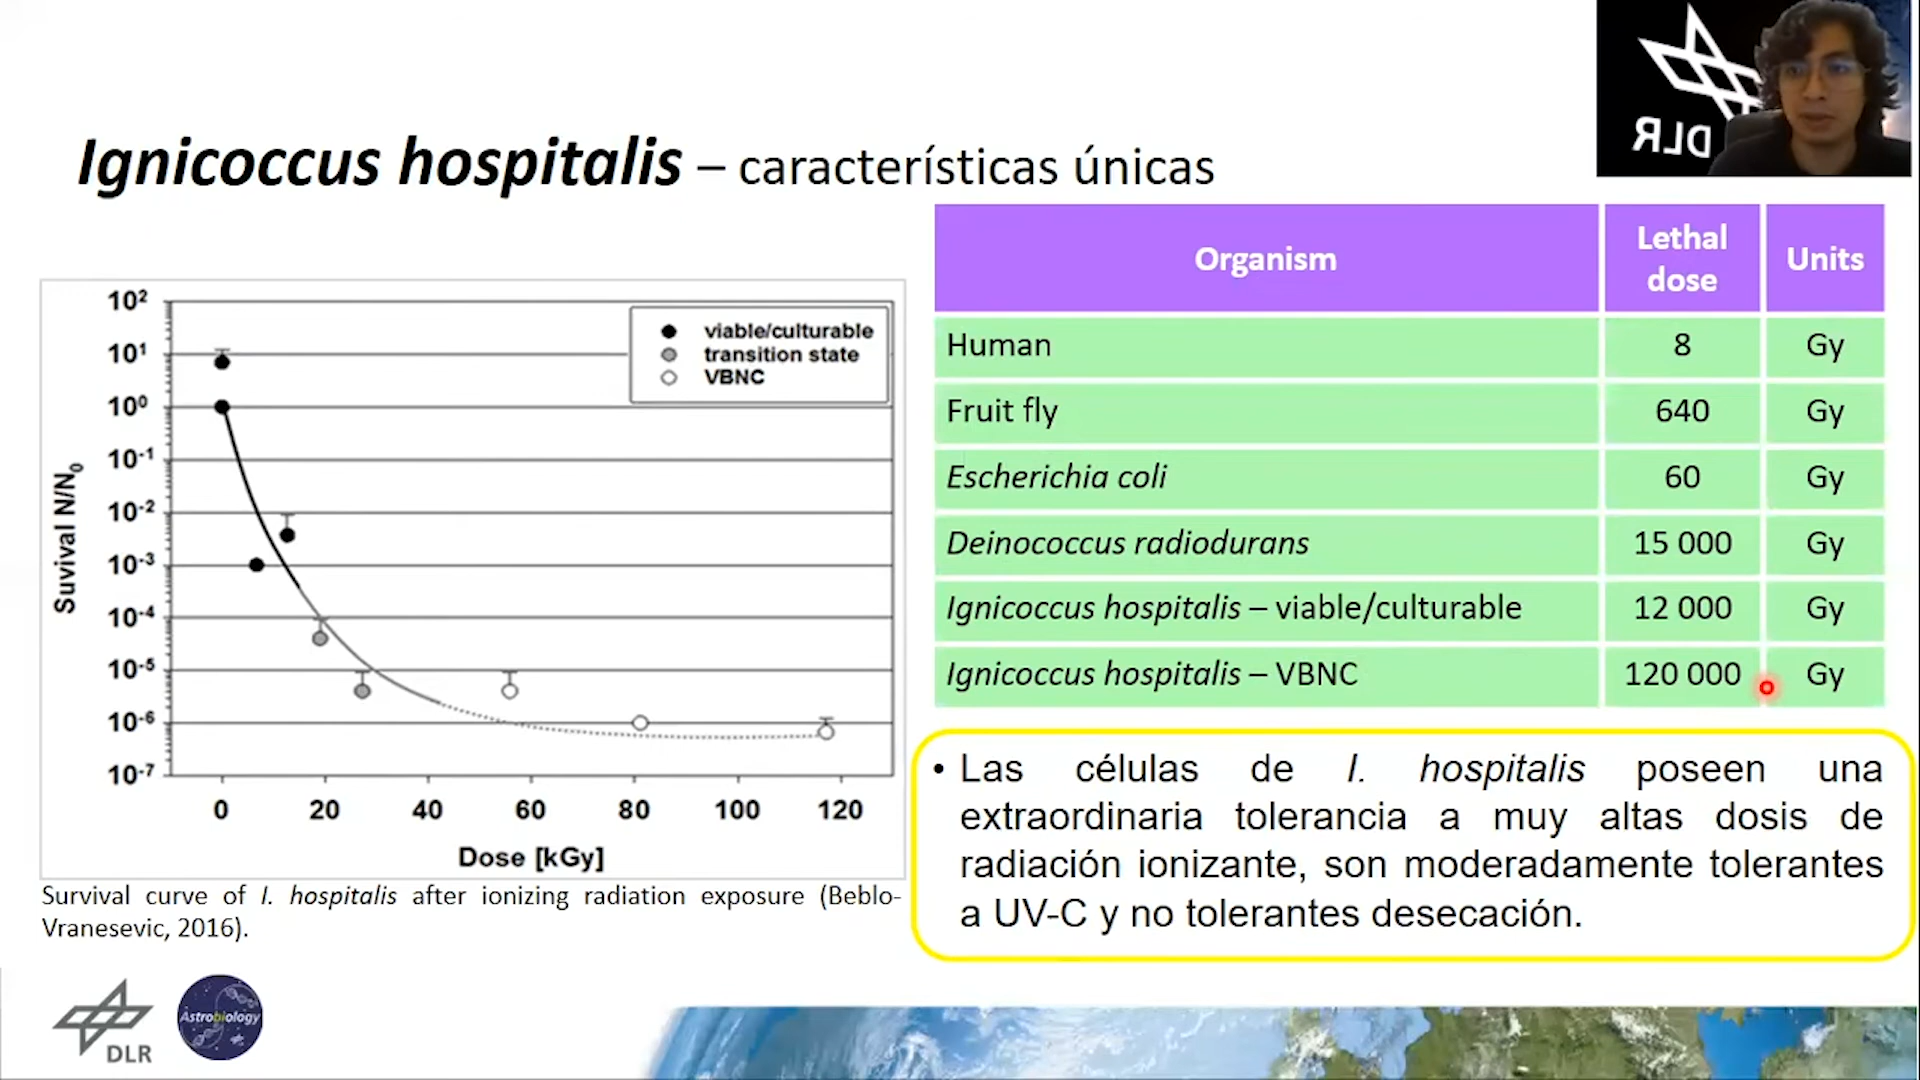 DLR
Ignicoccus hospitalis – características únicas
10² 
10¹
10⁰
10⁻¹
10⁻²
10⁻³
10⁻⁴
10⁻⁵
10⁻⁶
10⁻⁷
Suvival N/N₀
viable/culturable
transition state
VBNC
0 20 40 60 80 100 120
Dose [kGy]
Survival curve of I. hospitalis after ionizing radiation exposure (Beblo-
Vranesevic, 2016).
Organism Lethal dose Units
Human 8 Gy
Fruit fly 640 Gy
Escherichia coli 60 Gy
Deinococcus radiodurans 15 000 Gy
Ignicoccus hospitalis – viable/culturable 12 000 Gy
Ignicoccus hospitalis – VBNC 120 000 Gy
• Las células de I. hospitalis poseen una
extraordinaria tolerancia a muy altas dosis de
radiación ionizante, son moderadamente tolerantes
a UV-C y no tolerantes desecación.
DLR
Astrobiology